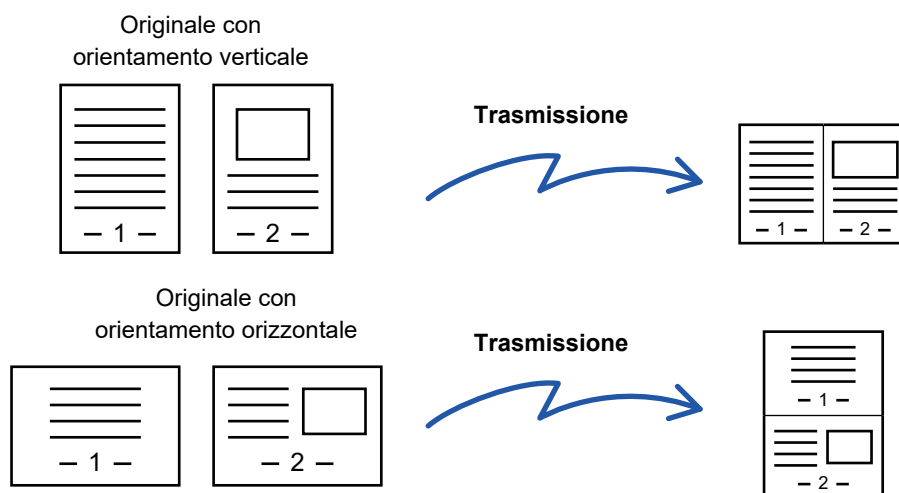 Originale con
orientamento verticale
Trasmissione
– 1 –
– 2 –
– 1 –
– 2 –
Originale con
orientamento orizzontale
Trasmissione
– 1 –
– 2 –
– 1 –
– 2 –